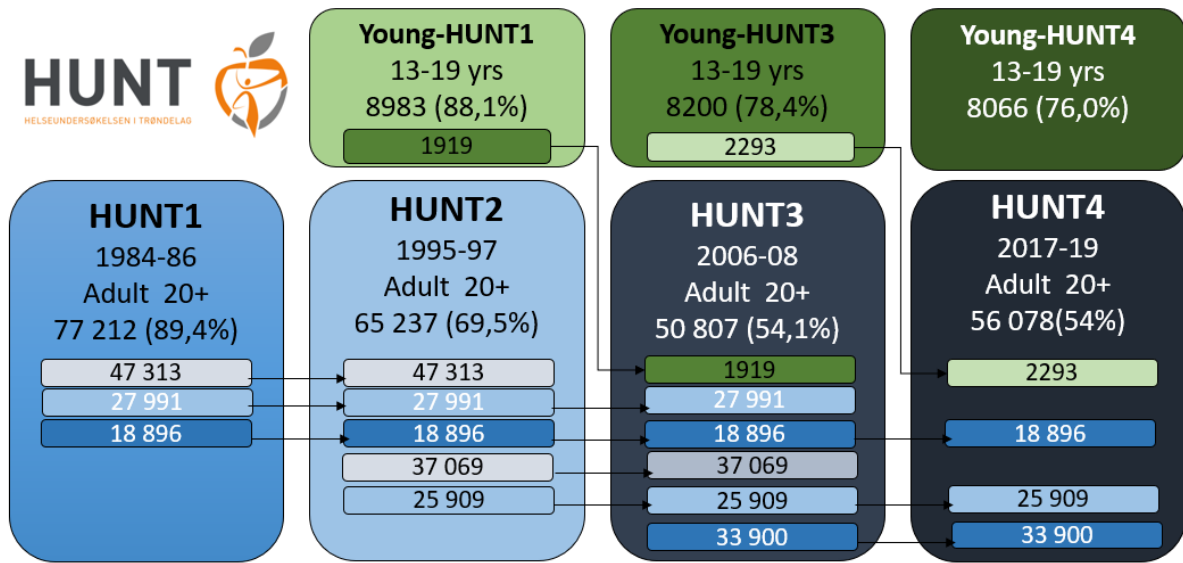 HUNT
HELSEUNDERSØKELSEN I TRØNDELAG
Young-HUNT1
13-19 yrs
8983 (88,1%)
1919
Young-HUNT3
13-19 yrs
8200 (78,4%)
2293
Young-HUNT4
13-19 yrs
8066 (76,0%)
HUNT1
1984-86
Adult 20+
77 212 (89,4%)
47 313
27 991
18 896
HUNT2
1995-97
Adult 20+
65 237 (69,5%)
47 313
27 991
18 896
37 069
25 909
HUNT3
2006-08
Adult 20+
50 807 (54,1%)
1919
27 991
18 896
37 069
25 909
33 900
HUNT4
2017-19
Adult 20+
56 078(54%)
2293
18 896
25 909
33 900